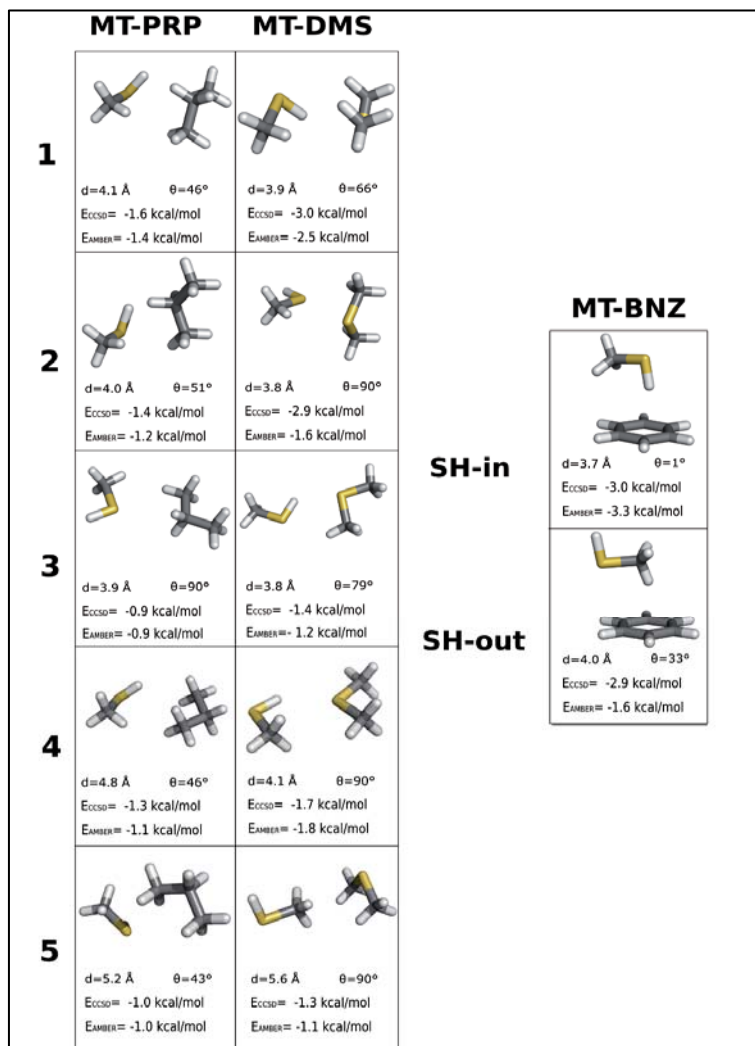 MT-PRP MT-DMS
1
d=4.1 Å θ=46°
ECCSD= -1.6 kcal/mol
EAMBER= -1.4 kcal/mol
d=3.9 Å θ=66°
ECCSD= -3.0 kcal/mol
EAMBER= -2.5 kcal/mol
2
d=4.0 Å θ=51°
ECCSD= -1.4 kcal/mol
EAMBER= -1.2 kcal/mol
d=3.8 Å θ=90°
ECCSD= -2.9 kcal/mol
EAMBER= -1.6 kcal/mol
3
d=3.9 Å θ=90°
ECCSD= -0.9 kcal/mol
EAMBER= -0.9 kcal/mol
d=3.8 Å θ=79°
ECCSD= -1.4 kcal/mol
EAMBER=- 1.2 kcal/mol
4
d=4.8 Å θ=46°
ECCSD= -1.3 kcal/mol
EAMBER= -1.1 kcal/mol
d=4.1 Å θ=90°
ECCSD= -1.7 kcal/mol
EAMBER= -1.8 kcal/mol
5
d=5.2 Å θ=43°
ECCSD= -1.0 kcal/mol
EAMBER= -1.0 kcal/mol
d=5.6 Å θ=90°
ECCSD= -1.3 kcal/mol
EAMBER= -1.1 kcal/mol
MT-BNZ
SH-in
d=3.7 Å θ=1°
ECCSD= -3.0 kcal/mol
EAMBER= -3.3 kcal/mol
SH-out
d=4.0 Å θ=33°
ECCSD= -2.9 kcal/mol
EAMBER= -1.6 kcal/mol